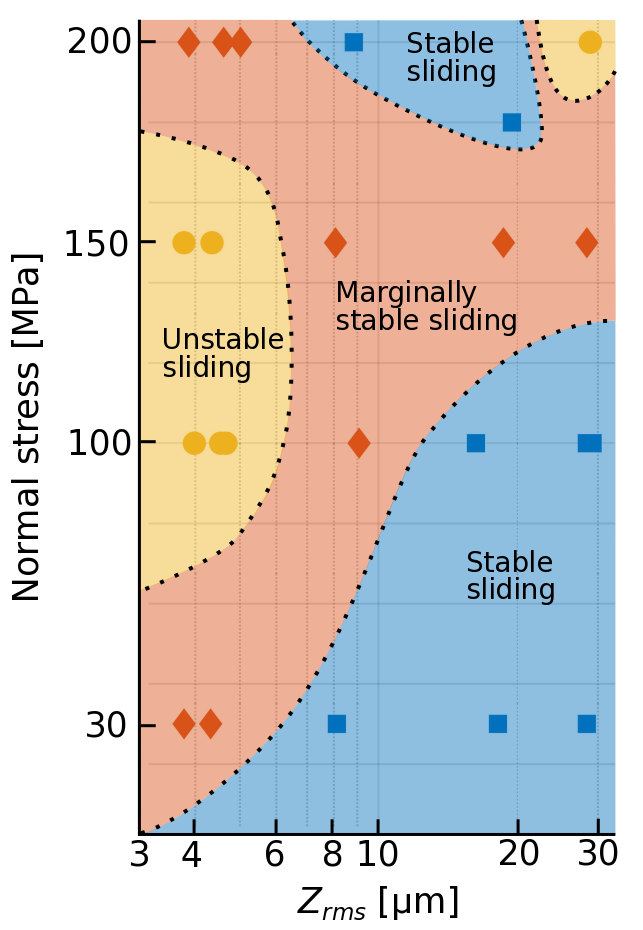 200
150
100
30
Normal stress [MPa]
Stable
sliding
Marginally
stable sliding
Unstable
sliding
Stable
sliding
3 4 6 8 10 20 30
Zrms [μm]